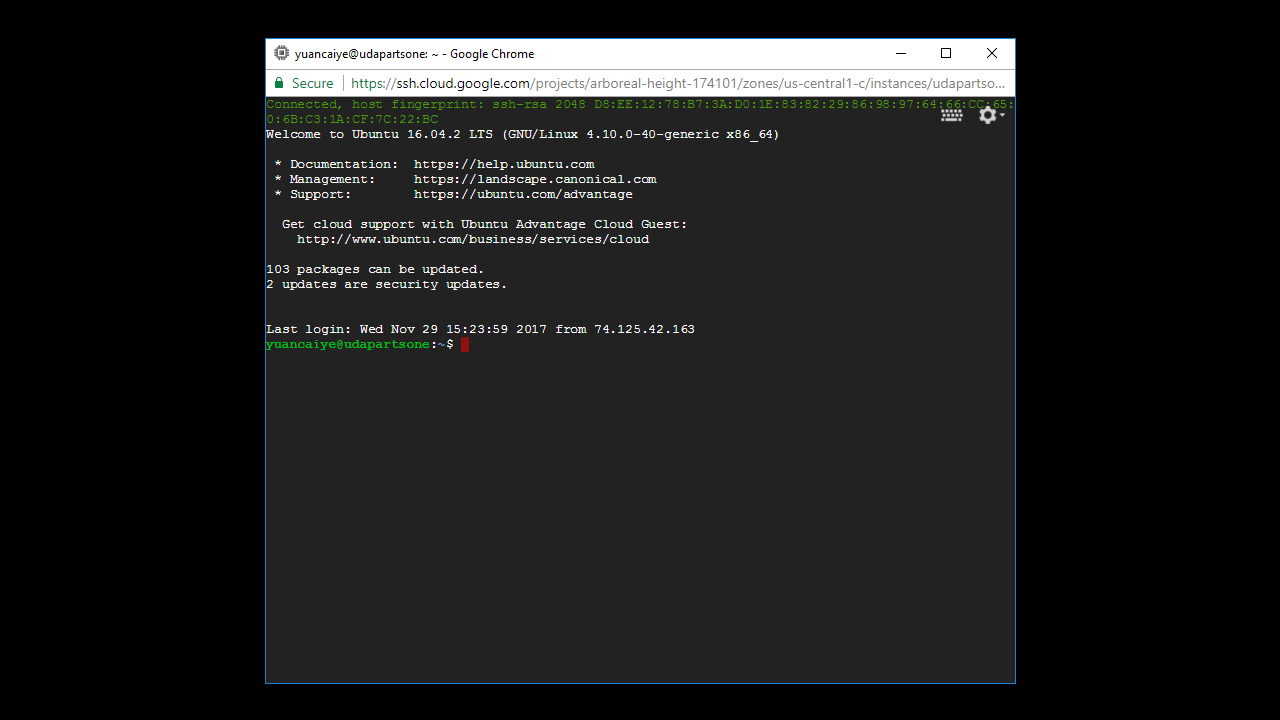 yuancaiye@udapartsone: ~ - Google Chrome
Secure https://ssh.cloud.google.com/projects/arboreal-height-174101/zones/us-central1-c/instances/udapartso...
Connected, host fingerprint: ssh-rsa 2048 D8:EE:12:78:B7:3A:D0:1E:83:82:29:86:98:97:64:66:CC:65:
0:6B:C3:1A:CF:7C:22:BC
Welcome to Ubuntu 16.04.2 LTS (GNU/Linux 4.10.0-40-generic x86_64)
* Documentation: https://help.ubuntu.com
* Management: https://landscape.canonical.com
* Support: https://ubuntu.com/advantage
Get cloud support with Ubuntu Advantage Cloud Guest:
http://www.ubuntu.com/business/services/cloud
103 packages can be updated.
2 updates are security updates.
Last login: Wed Nov 29 15:23:59 2017 from 74.125.42.163
yuancaiye@udapartsone:~$